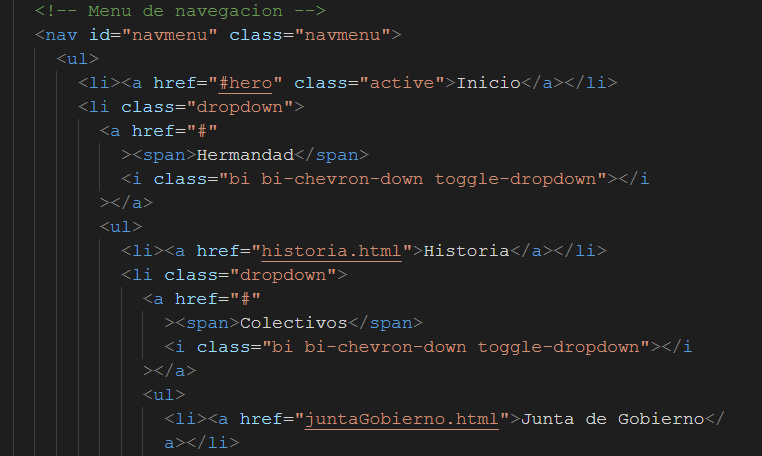 <!-- Menu de navegacion -->
<nav id="navmenu" class="navmenu">
<ul>
<li><a href="#hero" class="active">Inicio</a></li>
<li class="dropdown">
<a href="#"
><span>Hermandad</span>
<i class="bi bi-chevron-down toggle-dropdown"></i
></a>
<ul>
<li><a href="historia.html">Historia</a></li>
<li class="dropdown">
<a href="#"
><span>Colectivos</span>
<i class="bi bi-chevron-down toggle-dropdown"></i
></a>
<ul>
<li><a href="juntaGobierno.html">Junta de Gobierno</
a></li>